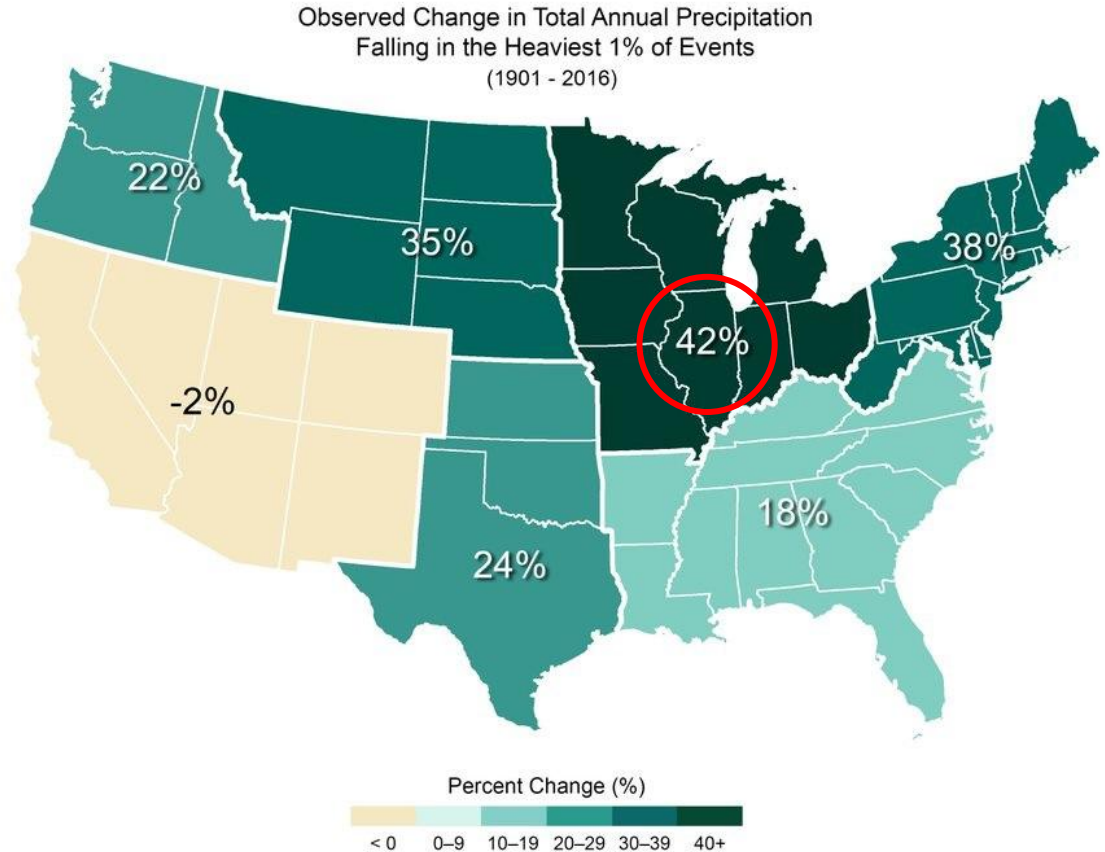 Observed Change in Total Annual Precipitation
Falling in the Heaviest 1% of Events
(1901 - 2016)
22%
35%
38%
42%
-2%
18%
24%
Percent Change (%)
< 0 0–9 10–19 20–29 30–39 40+